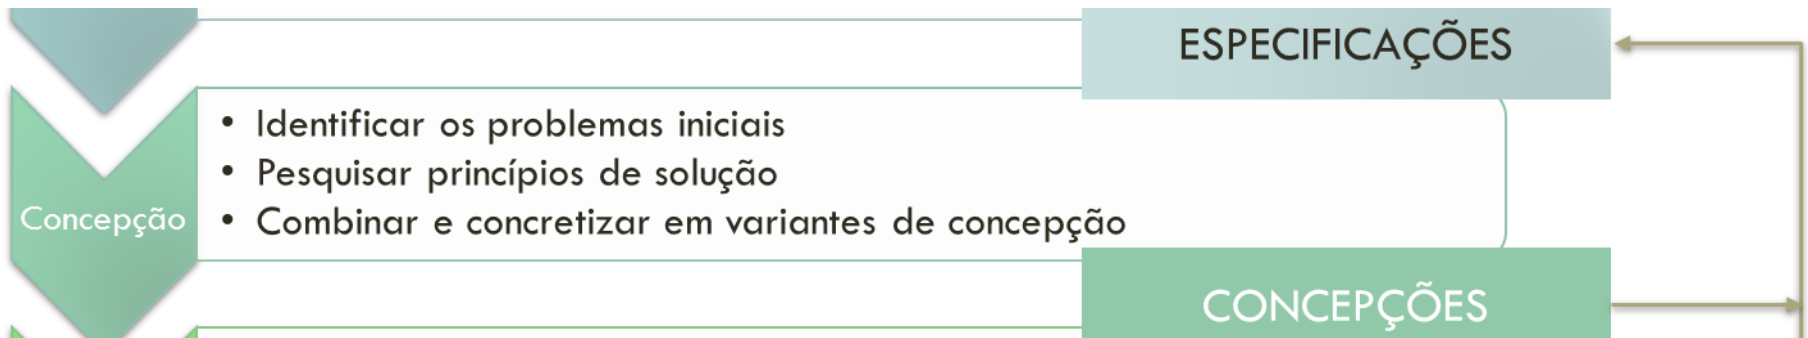 ESPECIFICAÇÕES
• Identificar os problemas iniciais
• Pesquisar princípios de solução
Concepção
• Combinar e concretizar em variantes de concepção
CONCEPÇÕES